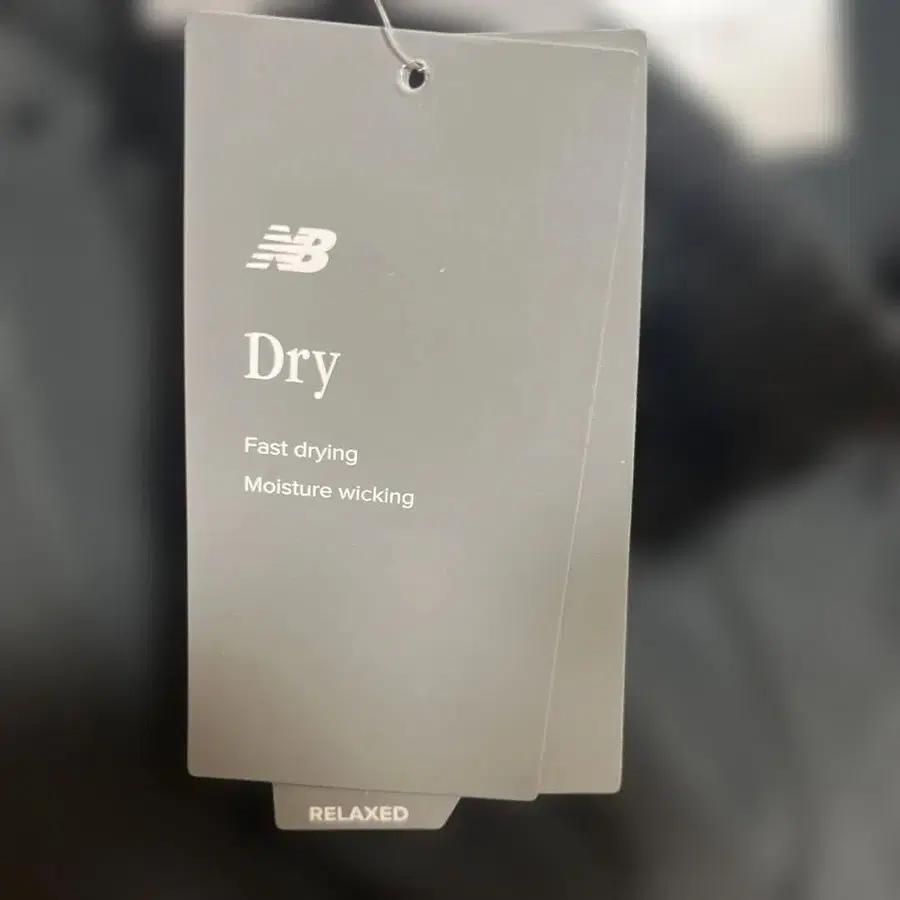 NB
Dry
Fast drying
Moisture wicking
RELAXED